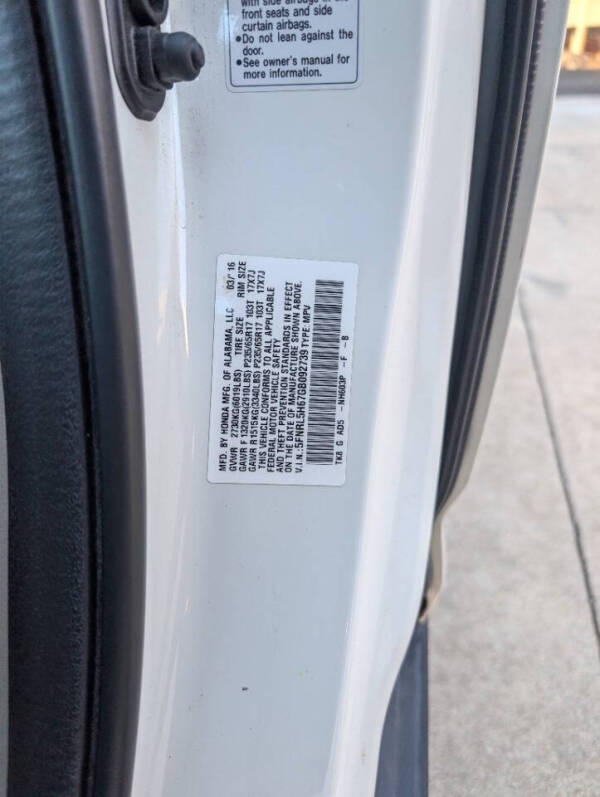 with side airbags in the
front seats and side
curtain airbags.
•Do not lean against the
door.
•See owner's manual for
more information.
MFD. BY HONDA MFG. OF ALABAMA, LLC 03/'16
GVWR 2730KG(6019LBS) TIRE SIZE RIM SIZE
GAWR F 1320KG(2910LBS) P235/65R17 103T 17X7J
GAWR R 1515KG(3340LBS) P235/65R17 103T 17X7J
THIS VEHICLE CONFORMS TO ALL APPLICABLE
FEDERAL MOTOR VEHICLE SAFETY
AND THEFT PREVENTION STANDARDS IN EFFECT
ON THE DATE OF MANUFACTURE SHOWN ABOVE.
V.I.N.:5FNRL5H67GB092739 TYPE:MPV
TK8 G AD5 -NH603P -F -B